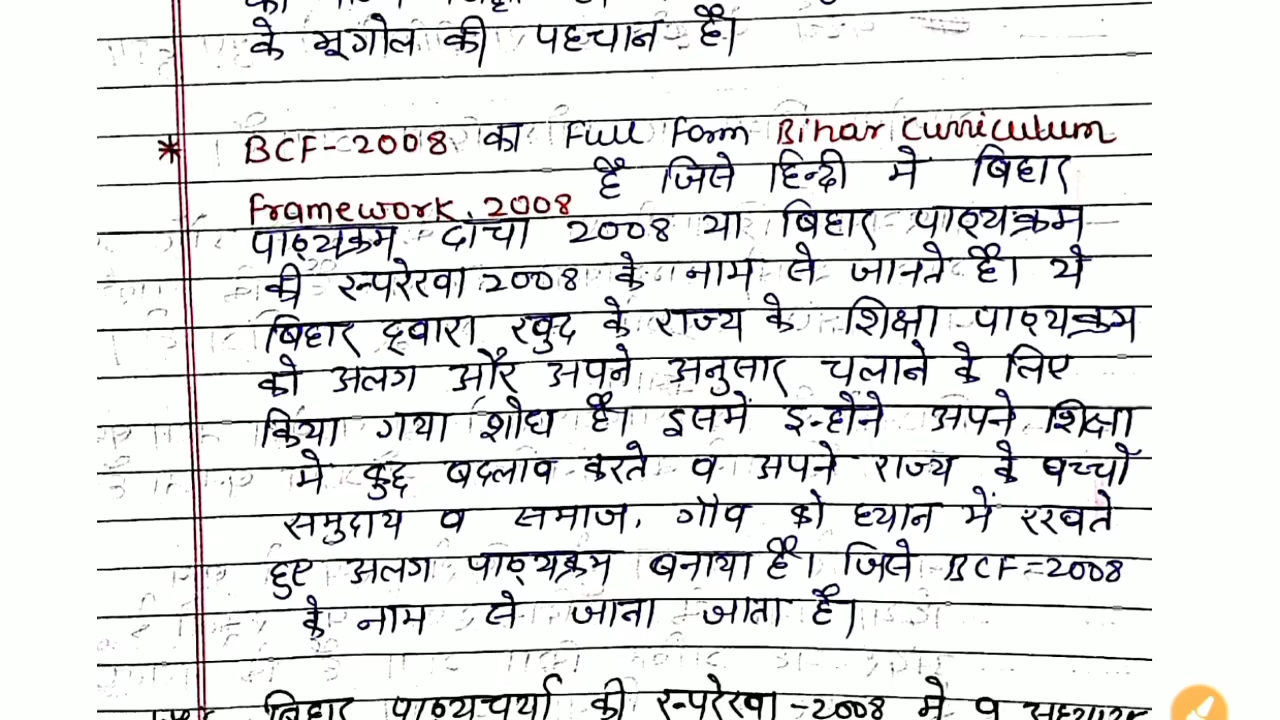 के भूगोल की पहचान है।
* BCF-2008 का Full form Bihar Curriculum
है जिसे हिन्दी में बिहार
framework. 2008
पाठ्यक्रम ढाचा 2008 या बिहार पाठ्यक्रम
की रुपरेखा 2008 के नाम से जानते है। ये
बिहार द्वारा खुद के राज्य के शिक्षा पाठ्यक्रम
को अलग और अपने अनुसार चलाने के लिए
किया गया शोध है। इसमें इन्होने अपने शिक्षा
मे कुछ बदलाव करते व अपने राज्य के बच्चों
समुदाय व समाज, गाँव को ध्यान में रखते
हुए अलग पाठ्यक्रम बनाया है। जिसे BCF-2008
के नाम से जाना जाता है।
बिहार पाठ्यचर्या की रुपरेखा-2008 मे व